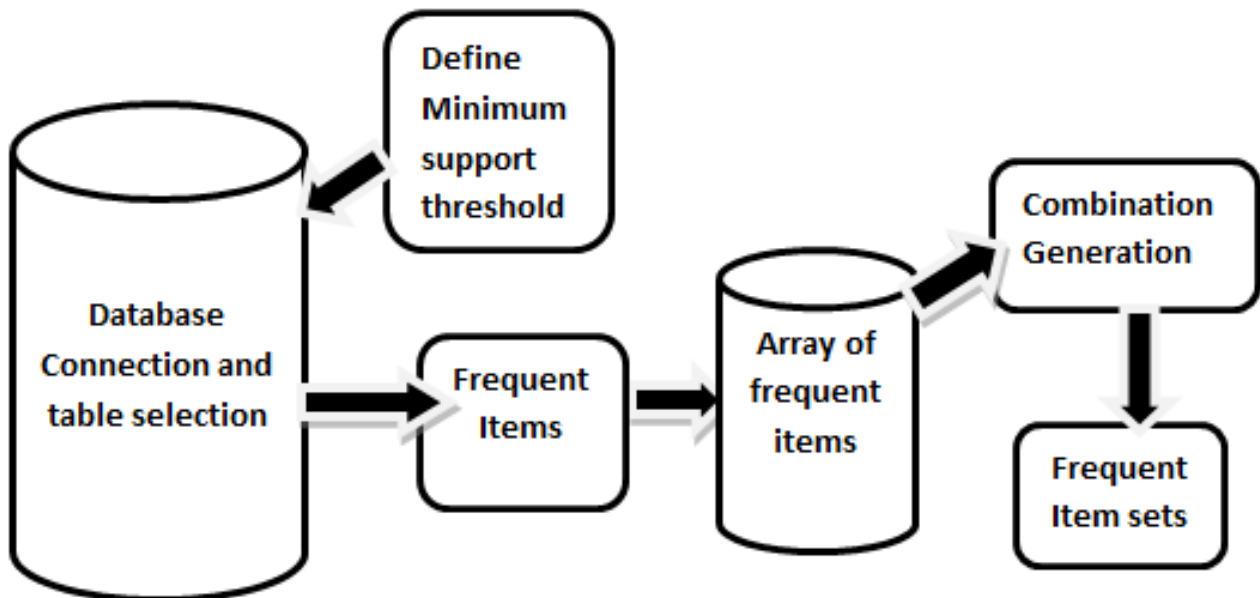 Define
Minimum
support
threshold
Database
Connection and
table selection
Frequent
Items
Array of
frequent
items
Combination
Generation
Frequent
Item sets